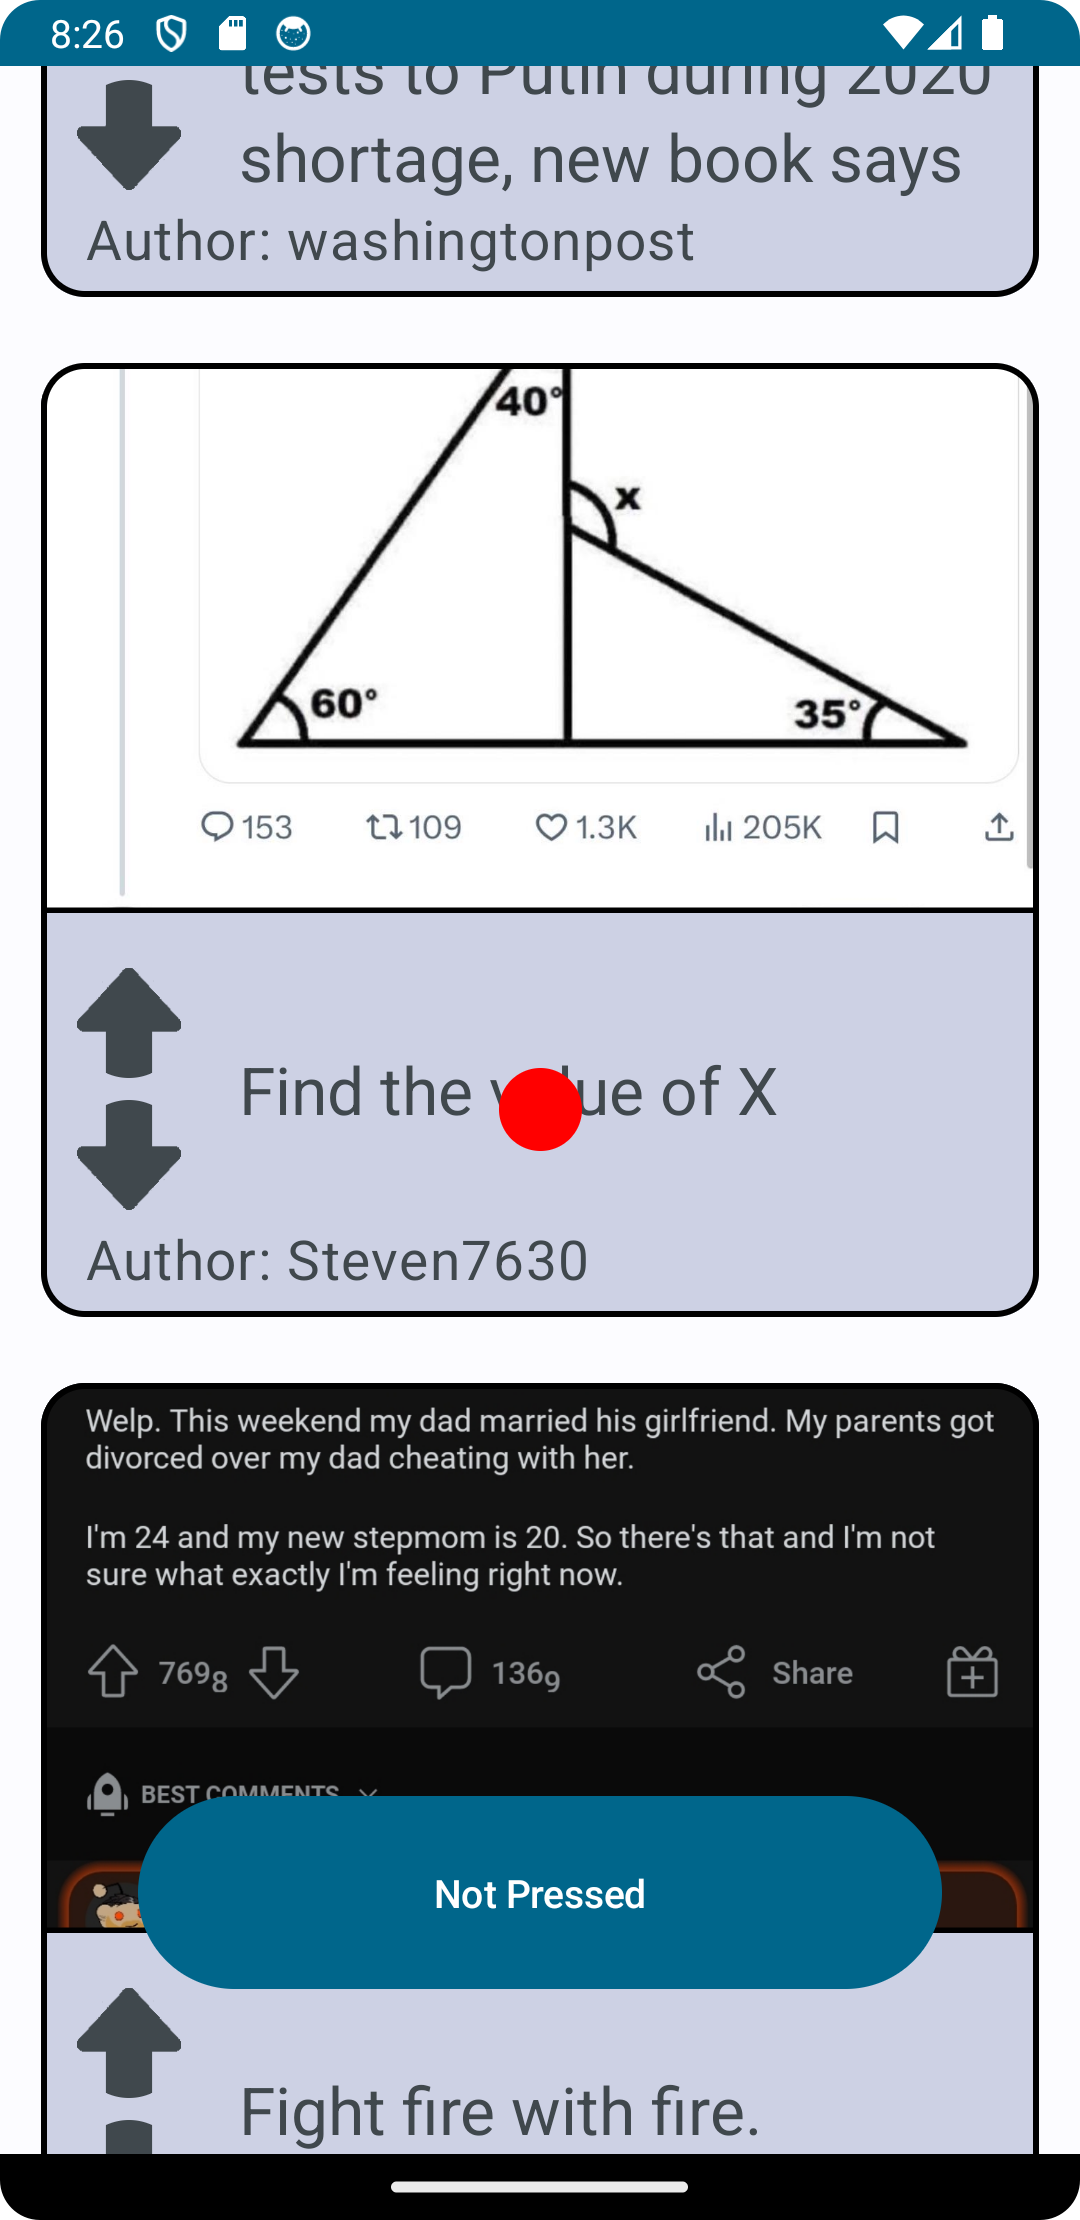 8:26
tests to Putin during 2020
shortage, new book says
Author: washingtonpost
40°
x
60°
35°
153 109 1.3K 205K
Find the value of X
Author: Steven7630
Welp. This weekend my dad married his girlfriend. My parents got
divorced over my dad cheating with her.
I'm 24 and my new stepmom is 20. So there's that and I'm not
sure what exactly I'm feeling right now.
7698 1369 Share
BEST COMMENTS
Not Pressed
Fight fire with fire.